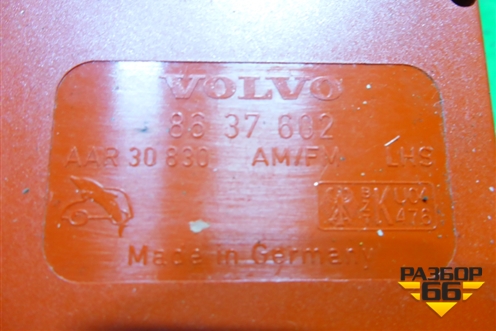 VOLVO
86 37 602
AAR 30 830 AM/FM LHS
Made in Germany
РАЗБОР
66